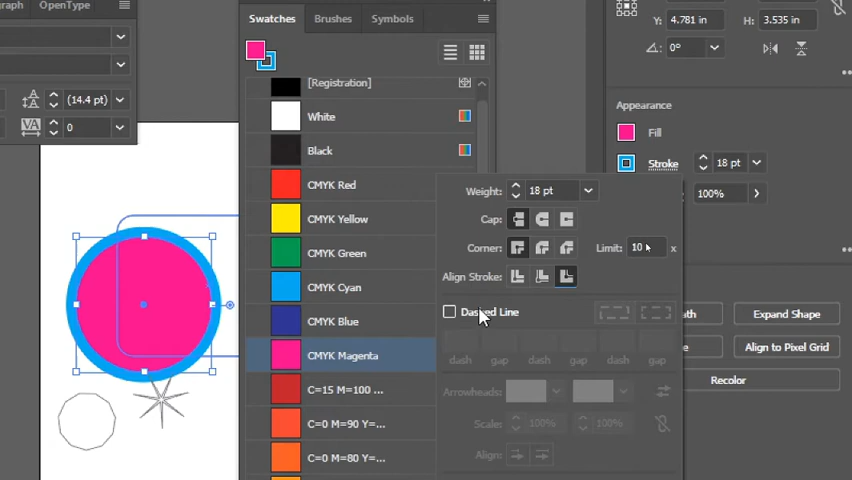 OpenType
(14.4 pt)
VA
0
Swatches
Brushes
Symbols
[Registration]
White
Black
CMYK Red
CMYK Yellow
CMYK Green
CMYK Cyan
CMYK Blue
CMYK Magenta
C=15 M=100 ...
C=0 M=90 Y=...
C=0 M=80 Y=...
Y: 4.781 in
H: 3.535 in
0°
Appearance
Fill
Stroke
18 pt
100%
Weight:
18 pt
Cap:
Corner:
Limit:
10
x
Align Stroke:
Dashed Line
dash gap dash gap dash gap
Arrowheads:
Scale:
100%
100%
Align:
Expand Shape
Align to Pixel Grid
Recolor